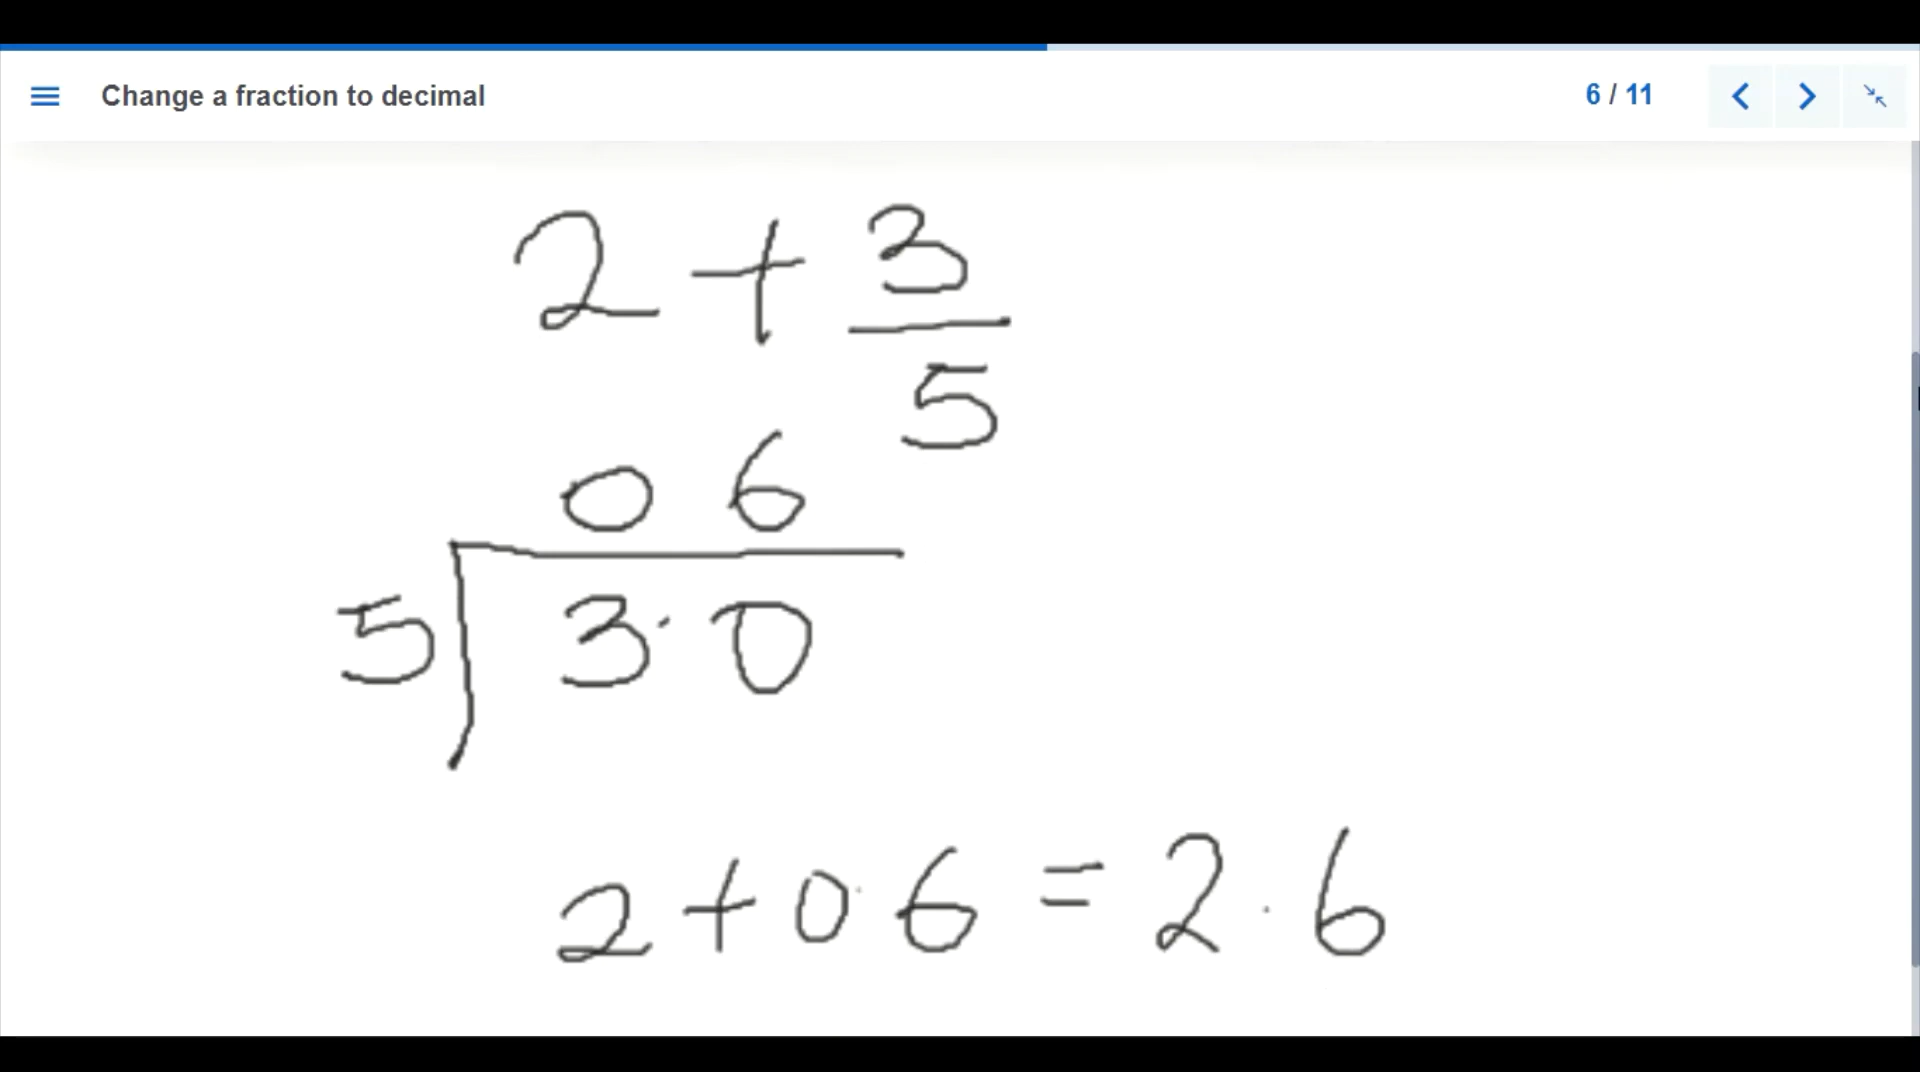 Change a fraction to decimal 6 / 11
2 + 3
5
0 6
5 3.0
2 + 0.6 = 2.6